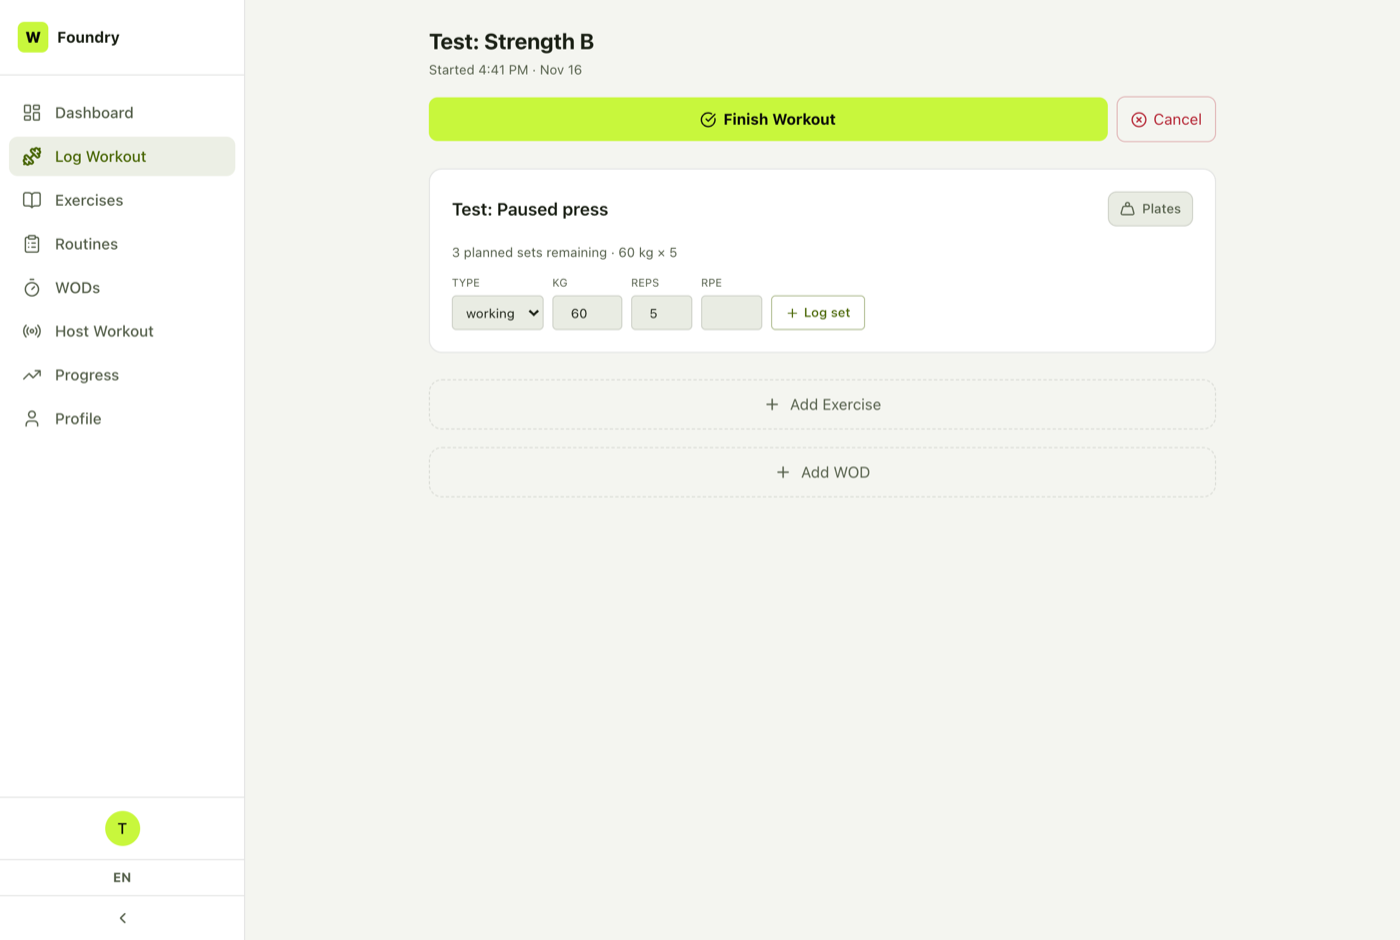 W Foundry
Dashboard
Log Workout
Exercises
Routines
WODs
Host Workout
Progress
Profile
T
EN
Test: Strength B
Started 4:41 PM · Nov 16
Finish Workout
Cancel
Test: Paused press
Plates
3 planned sets remaining · 60 kg × 5
TYPE KG REPS RPE
working 60 5 + Log set
+ Add Exercise
+ Add WOD